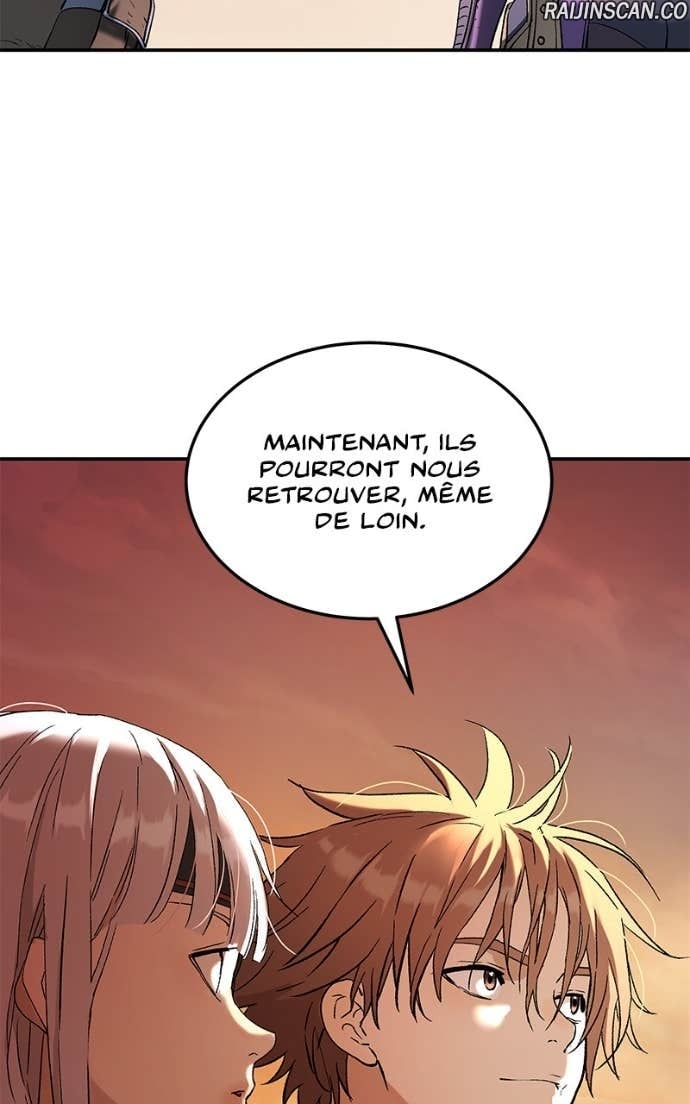 RAIJINSCAN.CO
MAINTENANT, ILS
POURRONT NOUS
RETROUVER, MÊME
DE LOIN.